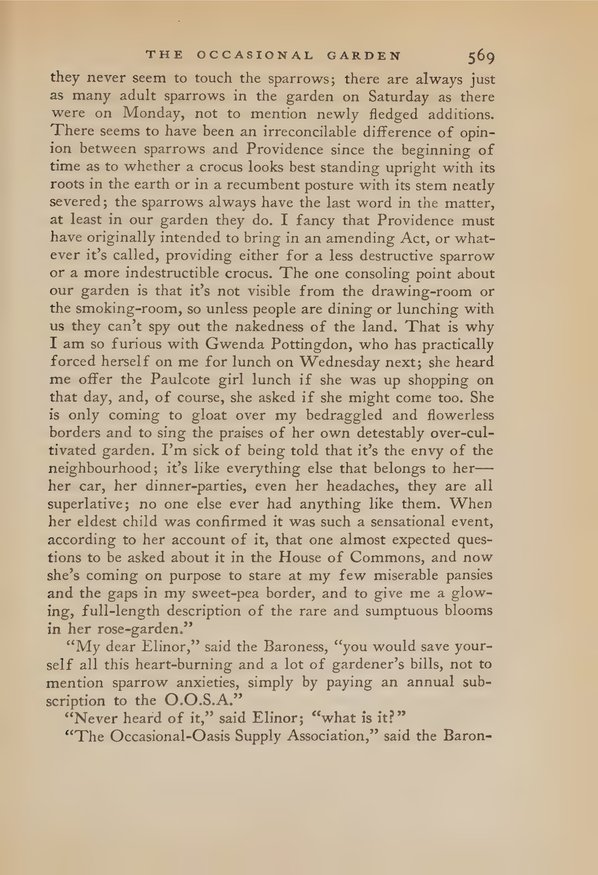 THE OCCASIONAL GARDEN 569
they never seem to touch the sparrows; there are always just
as many adult sparrows in the garden on Saturday as there
were on Monday, not to mention newly fledged additions.
There seems to have been an irreconcilable difference of opin-
ion between sparrows and Providence since the beginning of
time as to whether a crocus looks best standing upright with its
roots in the earth or in a recumbent posture with its stem neatly
severed; the sparrows always have the last word in the matter,
at least in our garden they do. I fancy that Providence must
have originally intended to bring in an amending Act, or what-
ever it's called, providing either for a less destructive sparrow
or a more indestructible crocus. The one consoling point about
our garden is that it's not visible from the drawing-room or
the smoking-room, so unless people are dining or lunching with
us they can't spy out the nakedness of the land. That is why
I am so furious with Gwenda Pottingdon, who has practically
forced herself on me for lunch on Wednesday next; she heard
me offer the Paulcote girl lunch if she was up shopping on
that day, and, of course, she asked if she might come too. She
is only coming to gloat over my bedraggled and flowerless
borders and to sing the praises of her own detestably over-cul-
tivated garden. I'm sick of being told that it's the envy of the
neighbourhood; it's like everything else that belongs to her—
her car, her dinner-parties, even her headaches, they are all
superlative; no one else ever had anything like them. When
her eldest child was confirmed it was such a sensational event,
according to her account of it, that one almost expected ques-
tions to be asked about it in the House of Commons, and now
she's coming on purpose to stare at my few miserable pansies
and the gaps in my sweet-pea border, and to give me a glow-
ing, full-length description of the rare and sumptuous blooms
in her rose-garden."
"My dear Elinor," said the Baroness, "you would save your-
self all this heart-burning and a lot of gardener's bills, not to
mention sparrow anxieties, simply by paying an annual sub-
scription to the O.O.S.A."
"Never heard of it," said Elinor; "what is it?"
"The Occasional-Oasis Supply Association," said the Baron-